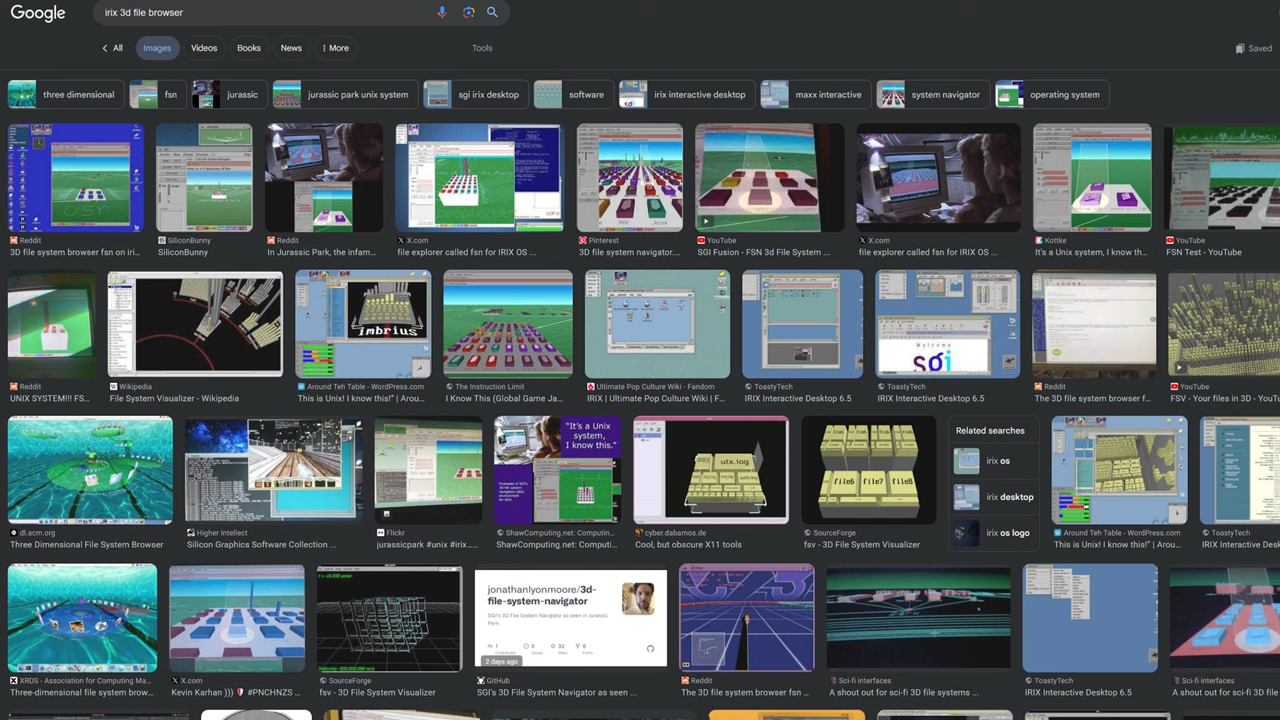 Google
irix 3d file browser
All
Images
Videos
Books
News
More
Tools
Saved
three dimensional
fsn
jurassic
jurassic park unix system
sgi irix desktop
software
irix interactive desktop
maxx interactive
system navigator
operating system
Reddit
3D file system browser fsn on iri...
SiliconBunny
SiliconBunny
Reddit
In Jurassic Park, the infam...
X.com
file explorer called fsn for IRIX OS ...
Pinterest
3D file system navigator...
YouTube
SGI Fusion - FSN 3d File System ...
X.com
file explorer called fsn for IRIX OS ...
Kottke
It's a Unix system, I know th...
YouTube
FSN Test - YouTube
imbrius
Welcome
sgi
Reddit
UNIX SYSTEM!!! FS...
Wikipedia
File System Visualizer - Wikipedia
Around Teh Table - WordPress.com
This is Unix! I know this!" | Arou...
The Instruction Limit
I Know This (Global Game Ja...
Ultimate Pop Culture Wiki - Fandom
IRIX | Ultimate Pop Culture Wiki | F...
ToastyTech
IRIX Interactive Desktop 6.5
ToastyTech
IRIX Interactive Desktop 6.5
Reddit
The 3D file system browser f...
YouTube
FSV - Your files in 3D - YouTu
"It's a Unix
system,
I know this."
utx.log
file6
file7
file8
Related searches
irix os
irix desktop
irix os logo
dl.acm.org
Three Dimensional File System Browser
Higher Intellect
Silicon Graphics Software Collection ...
Flickr
jurassicpark #unix #irix....
ShawComputing.net: Computin...
ShawComputing.net: Computi...
cyber.dabamos.de
Cool, but obscure X11 tools
SourceForge
fsv - 3D File System Visualizer
Around Teh Table - WordPress.com
This is Unix! I know this!" | Arou...
ToastyTech
IRIX Interactive Desk
jonathanlyonmoore/3d-
file-system-navigator
SGI's 3D File System Navigator as seen in Jurassic
Park
2 days ago
XRDS - Association for Computing Ma...
Three-dimensional file system brow...
X.com
Kevin Karhan ))) #PNCHNZS ...
SourceForge
fsv - 3D File System Visualizer
GitHub
SGI's 3D File System Navigator as seen ...
Reddit
The 3D file system browser fsn ...
Sci-fi interfaces
A shout out for sci-fi 3D file systems ...
ToastyTech
IRIX Interactive Desktop 6.5
Sci-fi interfaces
A shout out for sci-fi 3D file